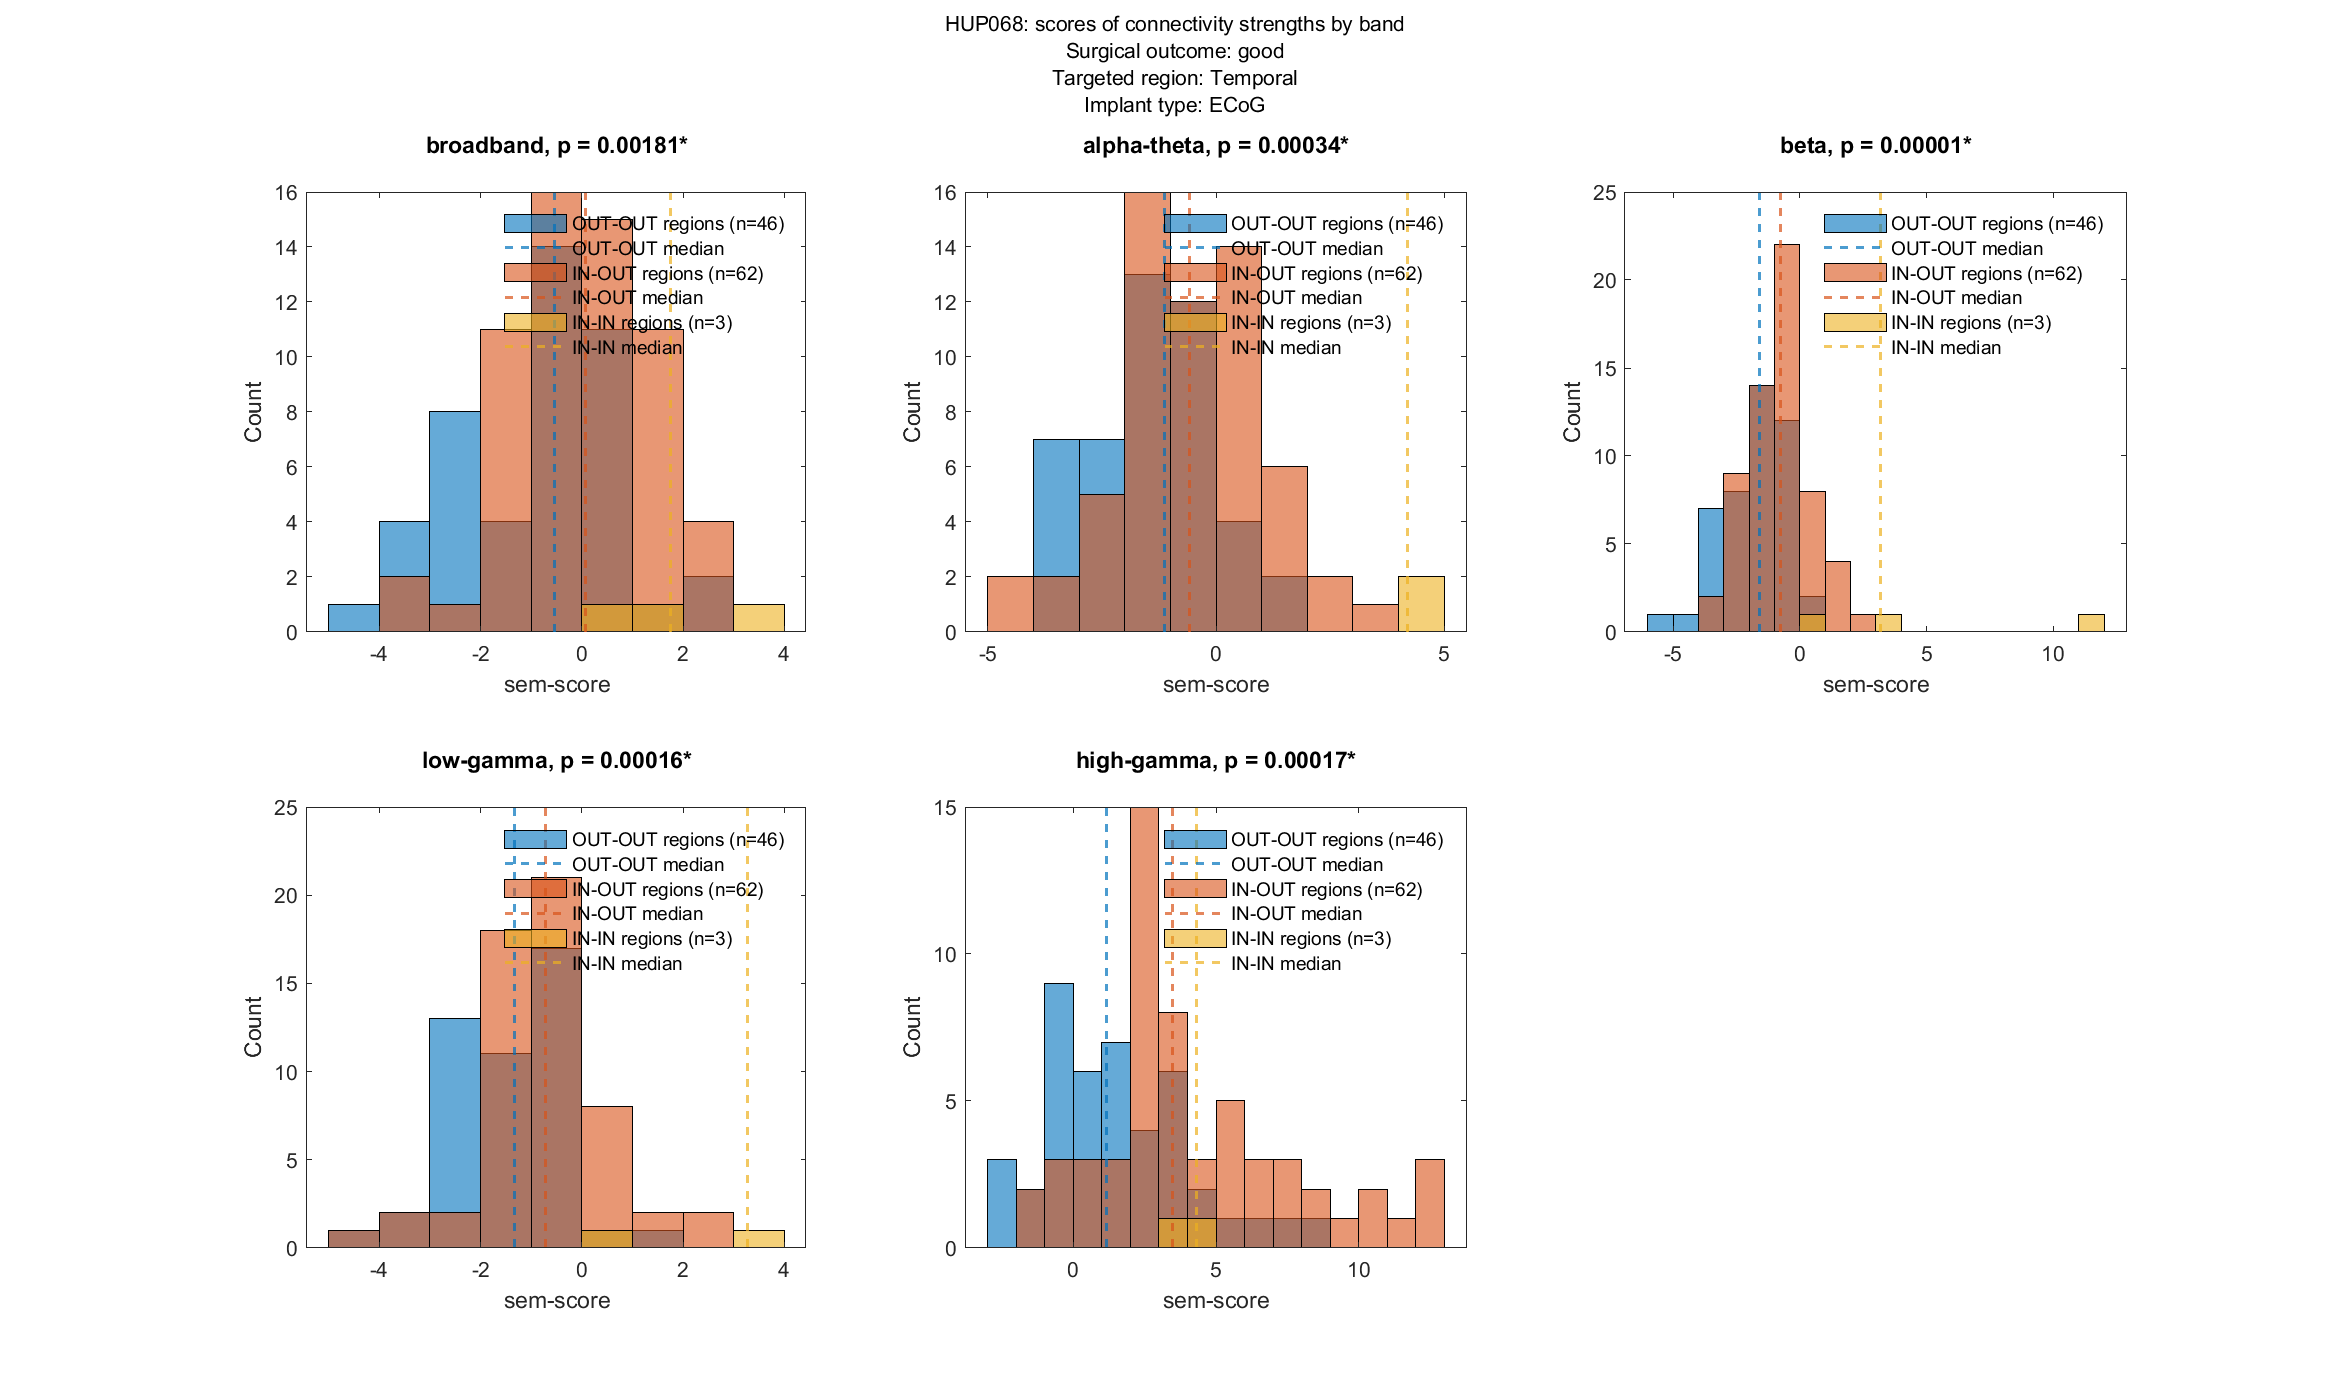 HUP068: scores of connectivity strengths by band
Surgical outcome: good
Targeted region: Temporal
Implant type: ECoG
broadband, p = 0.00181*
16
14
12
10
8
6
4
2
0
Count
-4
-2
0
2
4
sem-score
OUT-OUT regions (n=46)
OUT-OUT median
IN-OUT regions (n=62)
IN-OUT median
IN-IN regions (n=3)
IN-IN median
alpha-theta, p = 0.00034*
16
14
12
10
8
6
4
2
0
Count
-5
0
5
sem-score
OUT-OUT regions (n=46)
OUT-OUT median
IN-OUT regions (n=62)
IN-OUT median
IN-IN regions (n=3)
IN-IN median
beta, p = 0.00001*
25
20
15
10
5
0
Count
-5
0
5
10
sem-score
OUT-OUT regions (n=46)
OUT-OUT median
IN-OUT regions (n=62)
IN-OUT median
IN-IN regions (n=3)
IN-IN median
low-gamma, p = 0.00016*
25
20
15
10
5
0
Count
-4
-2
0
2
4
sem-score
OUT-OUT regions (n=46)
OUT-OUT median
IN-OUT regions (n=62)
IN-OUT median
IN-IN regions (n=3)
IN-IN median
high-gamma, p = 0.00017*
15
10
5
0
Count
0
5
10
sem-score
OUT-OUT regions (n=46)
OUT-OUT median
IN-OUT regions (n=62)
IN-OUT median
IN-IN regions (n=3)
IN-IN median